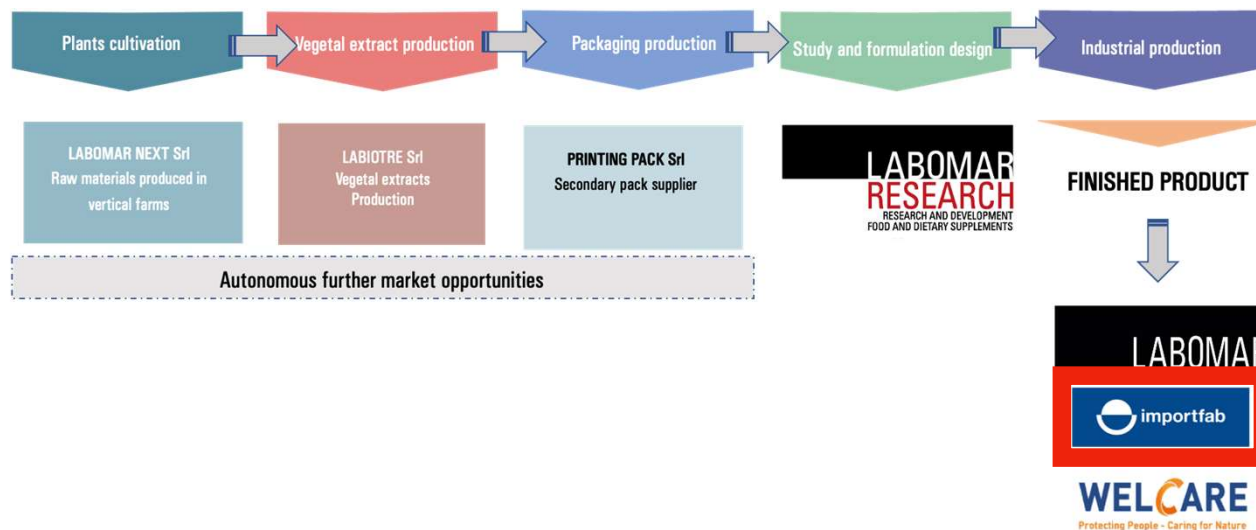 Plants cultivation
Vegetal extract production
Packaging production
Study and formulation design
Industrial production
LABOMAR NEXT Srl
Raw materials produced in
vertical farms
LABIOTRE Srl
Vegetal extracts
Production
PRINTING PACK Srl
Secondary pack supplier
LABOMAR
RESEARCH
RESEARCH AND DEVELOPMENT
FOOD AND DIETARY SUPPLEMENTS
FINISHED PRODUCT
Autonomous further market opportunities
LABOMA
importfab
WELCARE
Protecting People - Caring for Nature